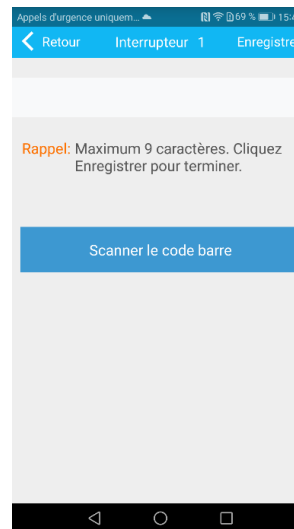 Appels d'urgence uniquem... 69 % 15:4
Retour Interrupteur 1 Enregistre
Rappel: Maximum 9 caractères. Cliquez
Enregistrer pour terminer.
Scanner le code barre